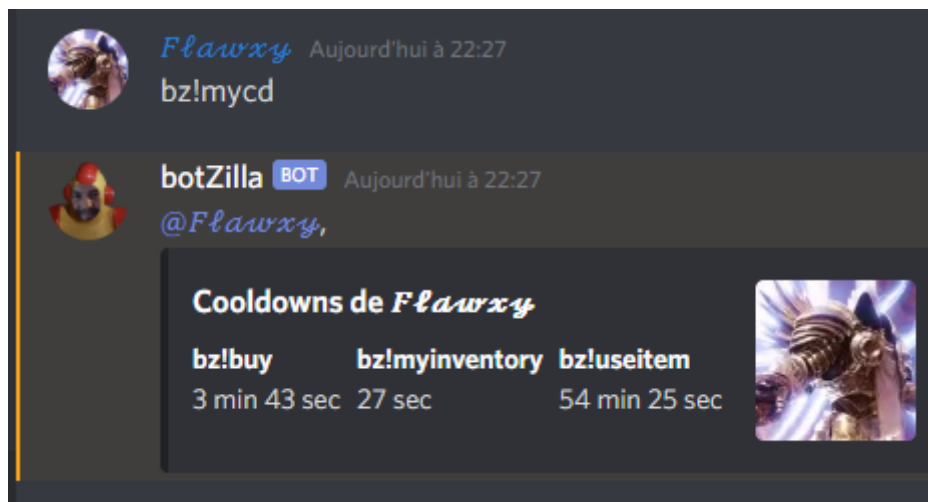 𝓕𝓵𝓪𝔀𝔁𝔂 Aujourd'hui à 22:27
bz!mycd
botZilla BOT Aujourd'hui à 22:27
@𝓕𝓵𝓪𝔀𝔁𝔂,
Cooldowns de 𝓕𝓵𝓪𝔀𝔁𝔂
bz!buy bz!myinventory bz!useitem
3 min 43 sec 27 sec 54 min 25 sec